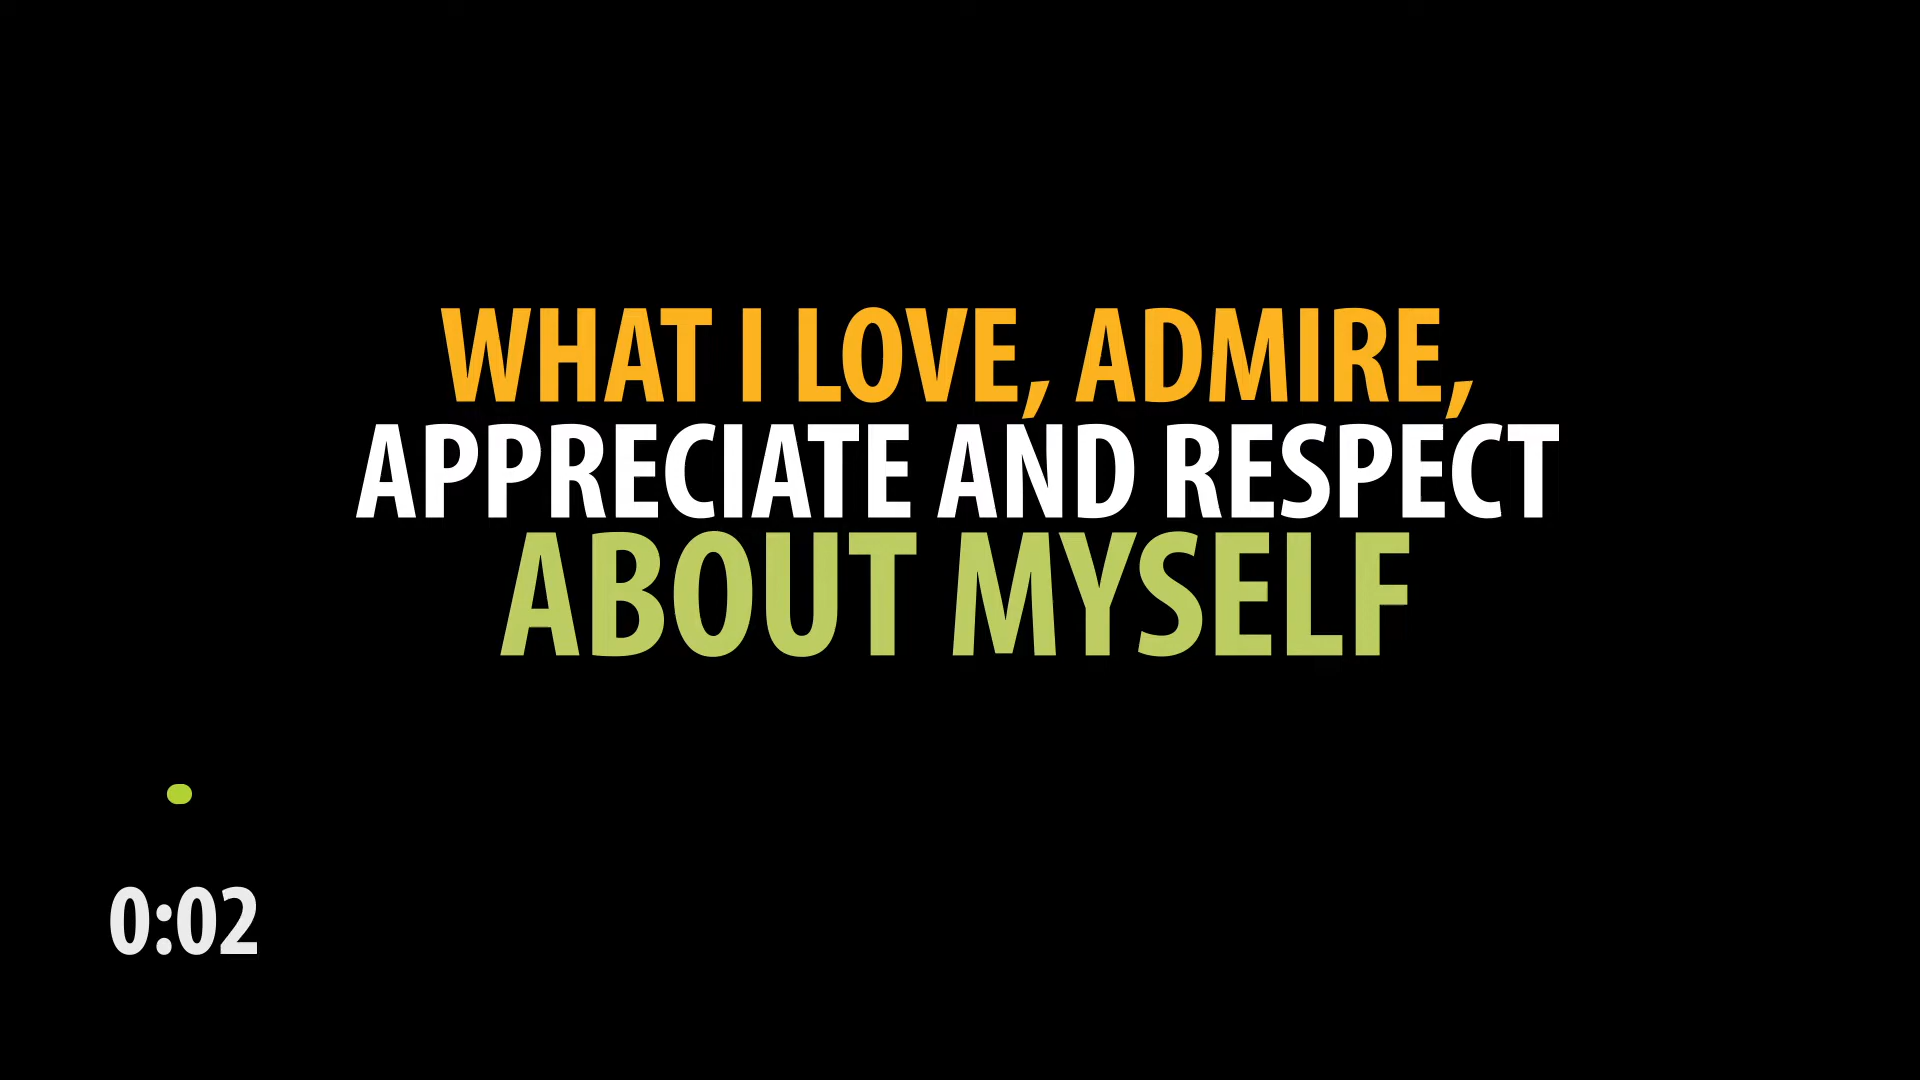 WHAT I LOVE, ADMIRE,
APPRECIATE AND RESPECT
ABOUT MYSELF
0:02